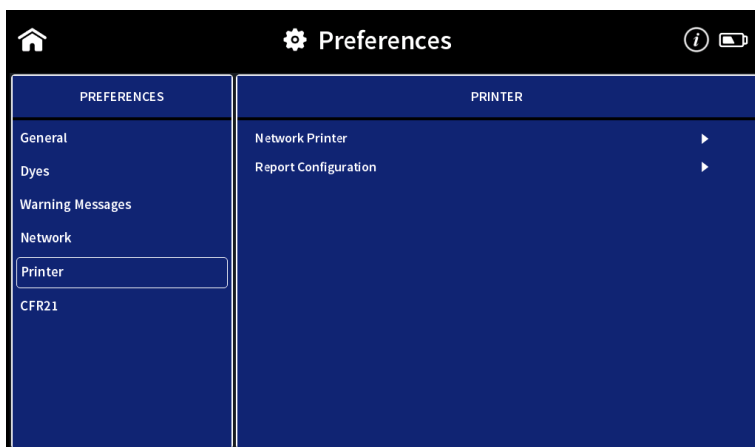 Preferences
i
PREFERENCES
PRINTER
General
Dyes
Warning Messages
Network
Printer
CFR21
Network Printer
Report Configuration